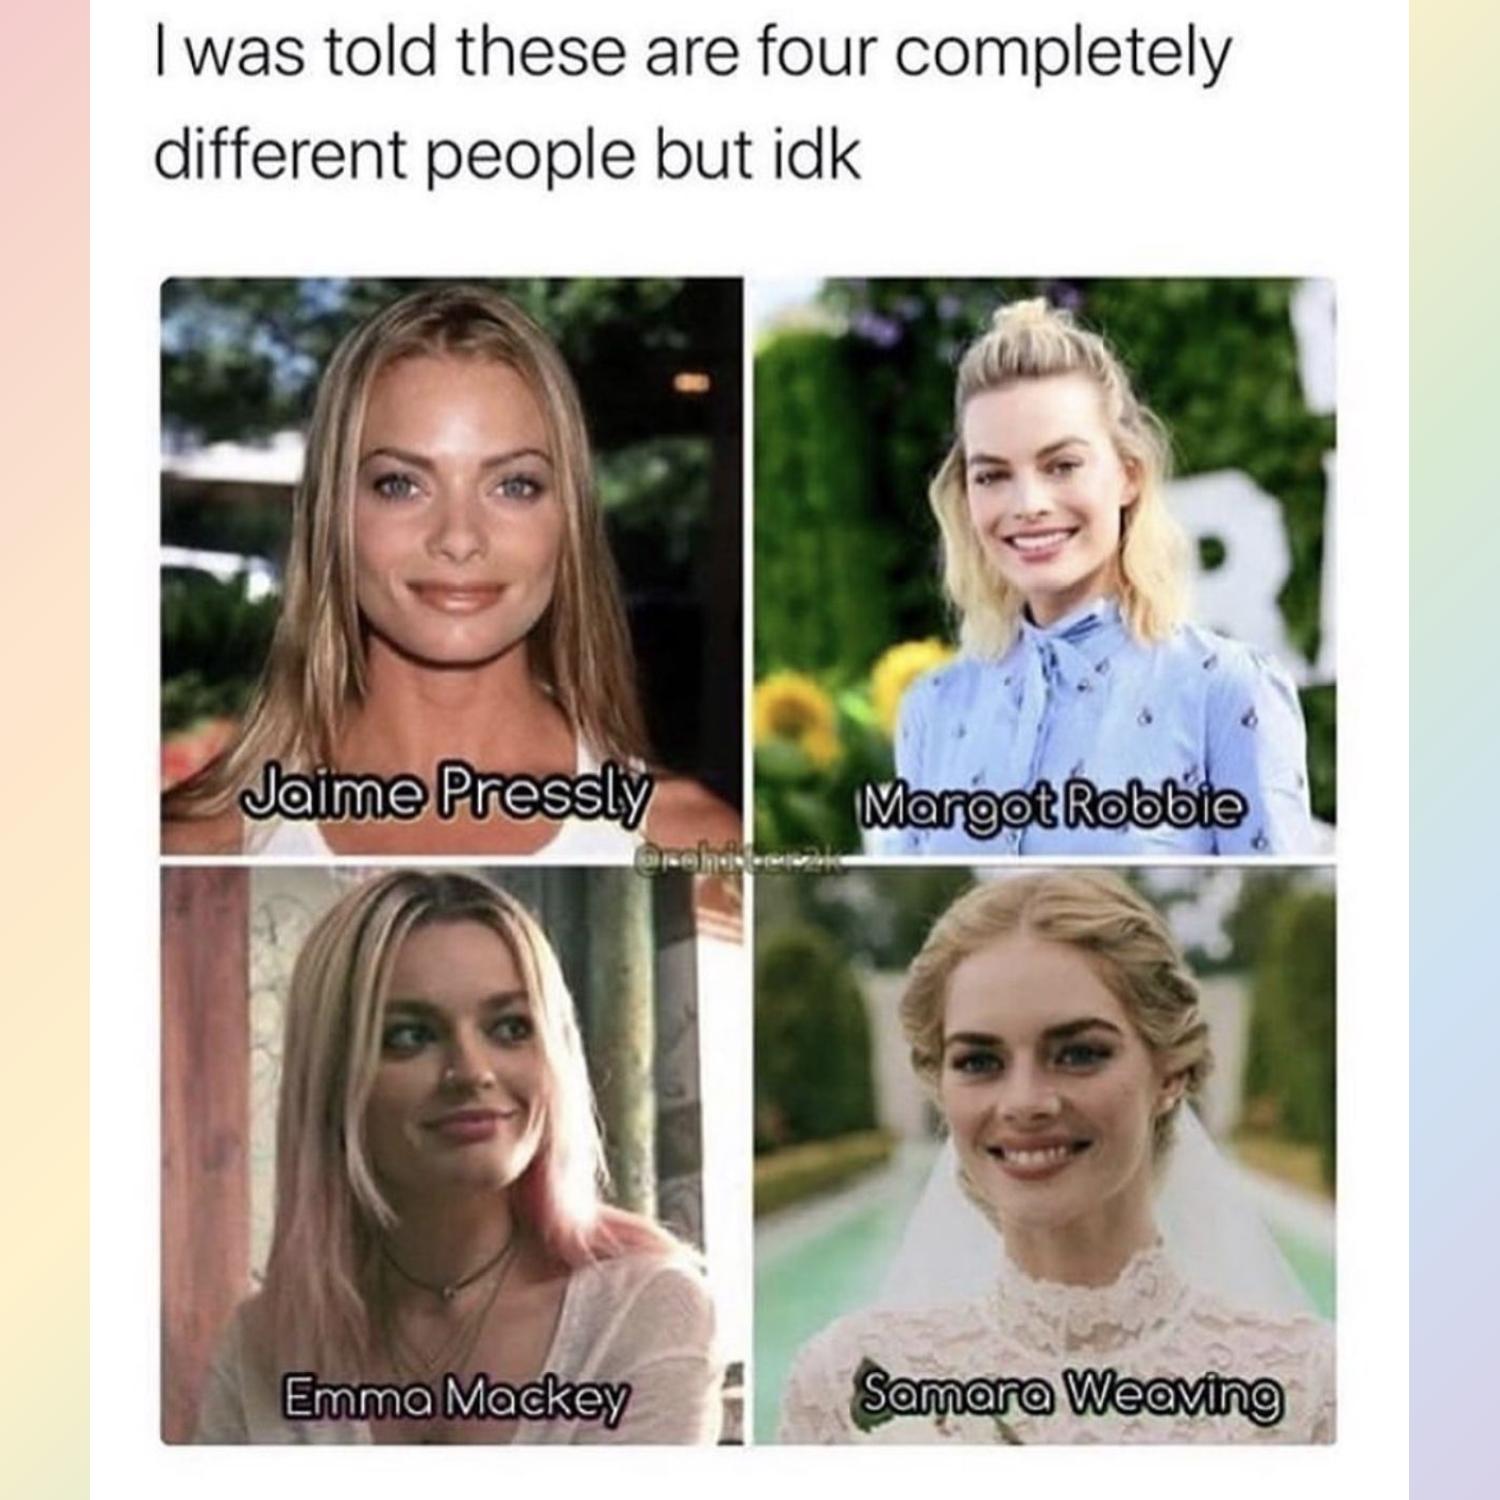 I was told these are four completely
different people but idk
Jaime Pressly
Margot Robbie
Emma Mackey
Samara Weaving